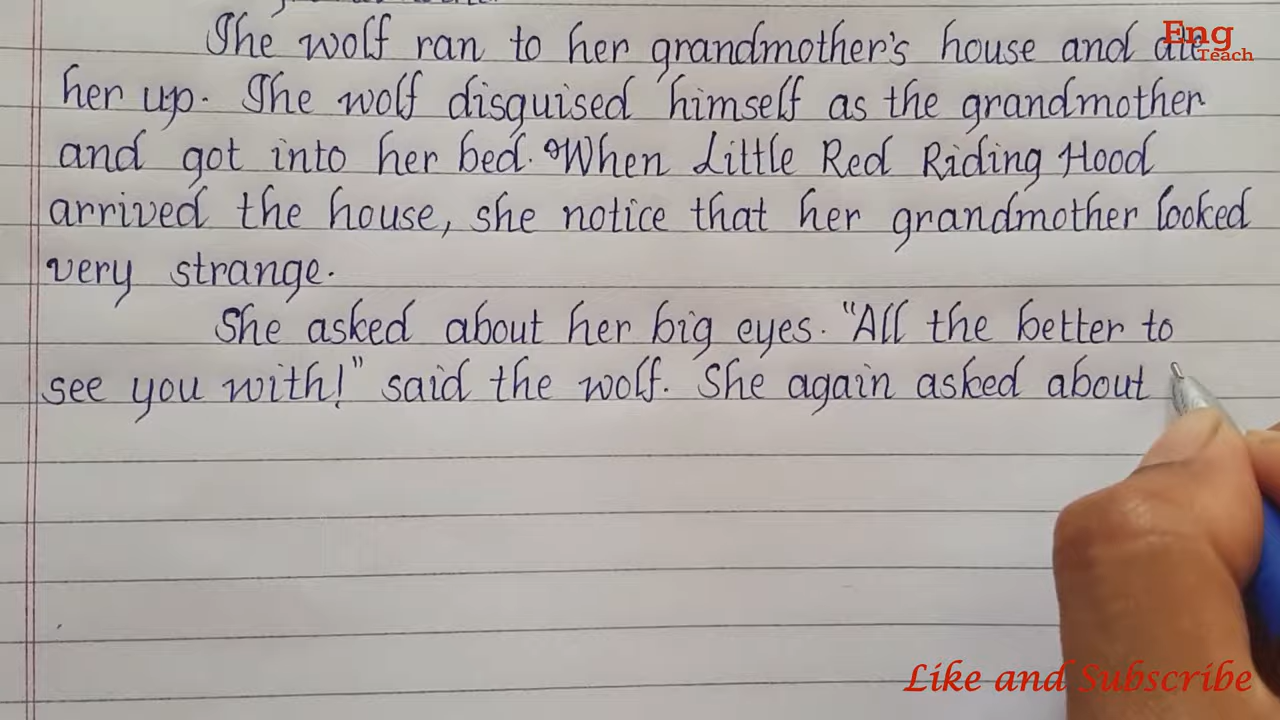 The wolf ran to her grandmother's house and ate
Eng
Teach
her up. The wolf disguised himself as the grandmother
and got into her bed. When Little Red Riding Hood
arrived the house, she notice that her grandmother looked
very strange.
She asked about her big eyes. "All the better to
see you with!" said the wolf. She again asked about
Like and Subscribe